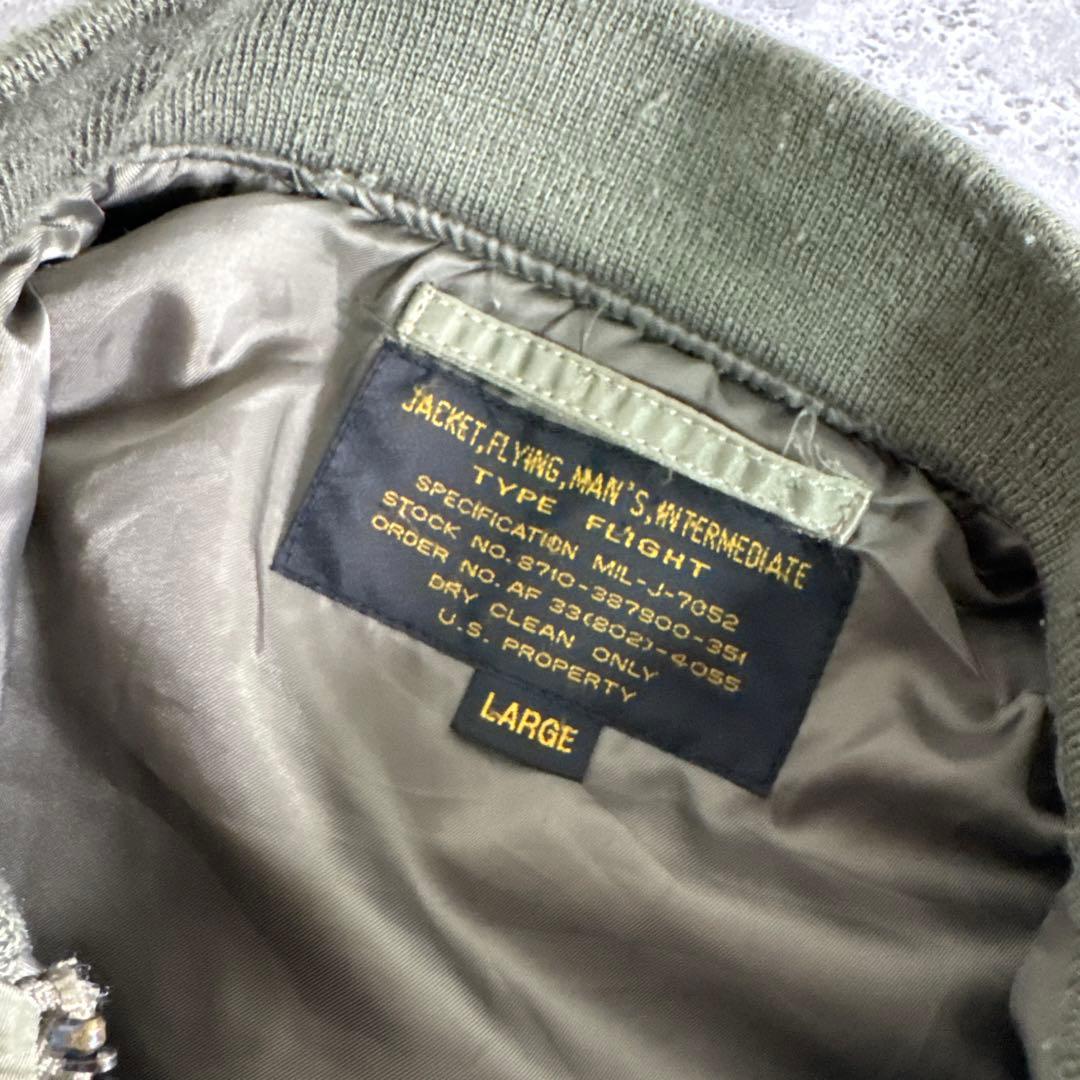 JACKET,FLYING,MAN'S,INTERMEDIATE
TYPE FLIGHT
SPECIFICATION MIL-J-7052
STOCK NO.8710-387800-351
ORDER NO.AF 33(802)-4055
DRY CLEAN ONLY
U.S. PROPERTY
LARGE